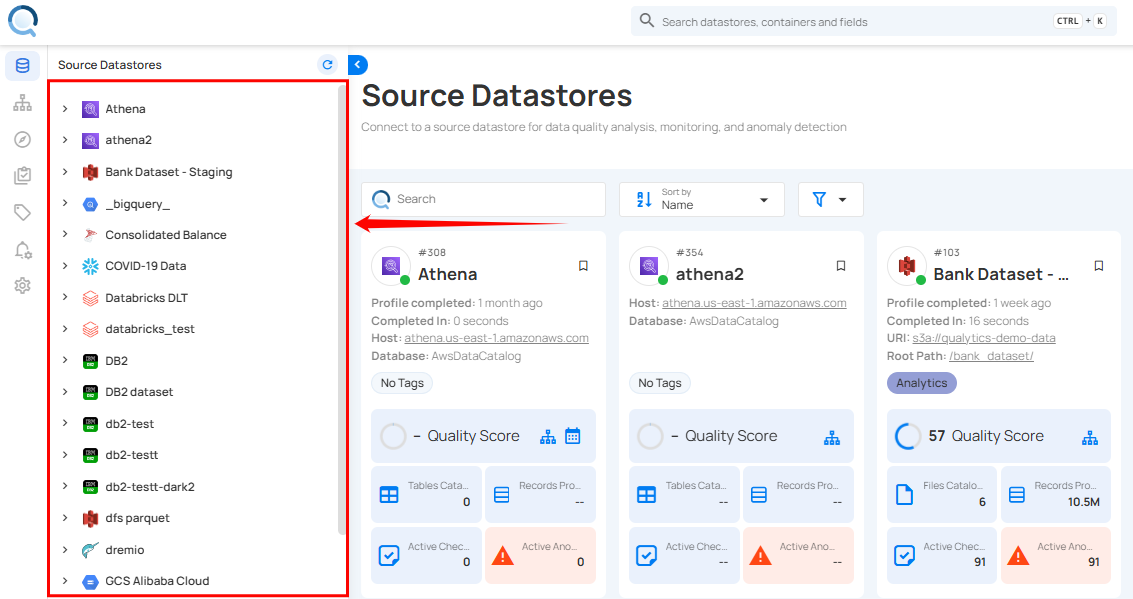 Search datastores, containers and fields
CTRL + K
Source Datastores
Athena
athena2
Bank Dataset - Staging
_bigquery_
Consolidated Balance
COVID-19 Data
Databricks DLT
databricks_test
DB2
DB2 dataset
db2-test
db2-testt
db2-testt-dark2
dfs parquet
dremio
GCS Alibaba Cloud
Source Datastores
Connect to a source datastore for data quality analysis, monitoring, and anomaly detection
Search
Sort by
Name
#308
Athena
Profile completed: 1 month ago
Completed In: 0 seconds
Host: athena.us-east-1.amazonaws.com
Database: AwsDataCatalog
No Tags
– Quality Score
Tables Cata...
0
Records Pro...
--
Active Chec...
0
Active Ano...
0
#354
athena2
Host: athena.us-east-1.amazonaws.com
Database: AwsDataCatalog
No Tags
– Quality Score
Tables Cata...
--
Records Pro...
--
Active Chec...
--
Active Ano...
--
#103
Bank Dataset - ...
Profile completed: 1 week ago
Completed In: 16 seconds
URI: s3a://qualytics-demo-data
Root Path: /bank_dataset/
Analytics
57 Quality Score
Files Catalo...
6
Records Pro...
10.5M
Active Chec...
91
Active Ano...
91